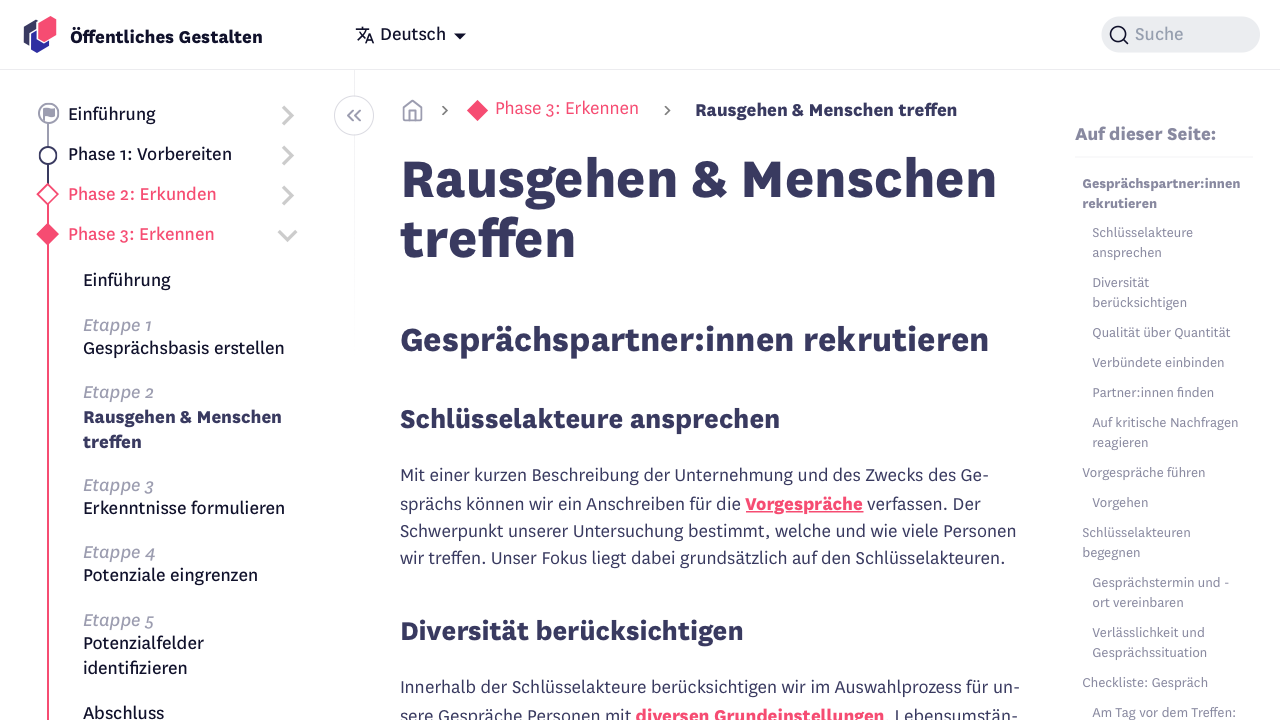 Öffentliches Gestalten
Deutsch
Suche
Einführung
Phase 1: Vorbereiten
Phase 2: Erkunden
Phase 3: Erkennen
Einführung
Etappe 1
Gesprächsbasis erstellen
Etappe 2
Rausgehen & Menschen
treffen
Etappe 3
Erkenntnisse formulieren
Etappe 4
Potenziale eingrenzen
Etappe 5
Potenzialfelder
identifizieren
Abschluss
Phase 3: Erkennen
Rausgehen & Menschen treffen
Rausgehen & Menschen
treffen
Gesprächspartner:innen rekrutieren
Schlüsselakteure ansprechen
Mit einer kurzen Beschreibung der Unternehmung und des Zwecks des Ge-
sprächs können wir ein Anschreiben für die Vorgespräche verfassen. Der
Schwerpunkt unserer Untersuchung bestimmt, welche und wie viele Personen
wir treffen. Unser Fokus liegt dabei grundsätzlich auf den Schlüsselakteuren.
Diversität berücksichtigen
Innerhalb der Schlüsselakteure berücksichtigen wir im Auswahlprozess für un-
sere Gespräche Personen mit diversen Grundeinstellungen, Lebensumstän-
Auf dieser Seite:
Gesprächspartner:innen
rekrutieren
Schlüsselakteure
ansprechen
Diversität
berücksichtigen
Qualität über Quantität
Verbündete einbinden
Partner:innen finden
Auf kritische Nachfragen
reagieren
Vorgespräche führen
Vorgehen
Schlüsselakteuren
begegnen
Gesprächstermin und -
ort vereinbaren
Verlässlichkeit und
Gesprächssituation
Checkliste: Gespräch
Am Tag vor dem Treffen: